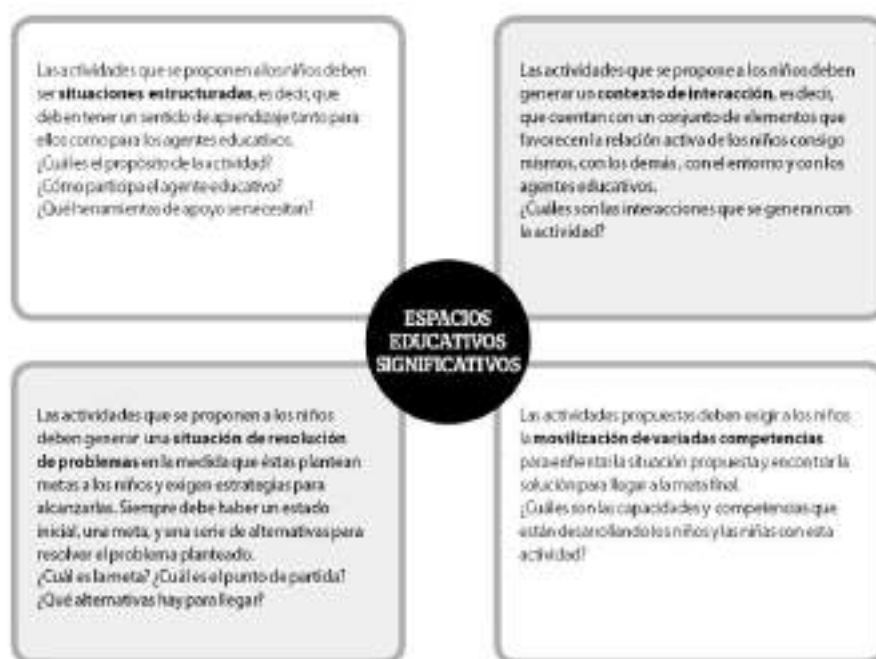 Las actividades que se proponen a los niños deben
ser situaciones estructuradas, es decir, que
deben tener un sentido de aprendizaje tanto para
ellos como para los agentes educativos.
¿Cuál es el propósito de la actividad?
¿Cómo participa el agente educativo?
¿Qué herramientas de apoyo se necesitan?
Las actividades que se propone a los niños deben
generar un contexto de interacción, es decir,
que cuentan con un conjunto de elementos que
favorecen la relación activa de los niños consigo
mismos, con los demás, con el entorno y con los
agentes educativos.
¿Cuáles son las interacciones que se generan con
la actividad?
ESPACIOS
EDUCATIVOS
SIGNIFICATIVOS
Las actividades que se proponen a los niños
deben generar una situación de resolución
de problemas en la medida que éstas plantean
metas a los niños y exigen estrategias para
alcanzarlas. Siempre debe haber un estado
inicial, una meta, y una serie de alternativas para
resolver el problema planteado.
¿Cuál es la meta? ¿Cuál es el punto de partida?
¿Qué alternativas hay para llegar?
Las actividades propuestas deben exigir a los niños
la movilización de variadas competencias
para enfrentar la situación propuesta y encontrar la
solución para llegar a la meta final.
¿Cuáles son las capacidades y competencias que
están desarrollando los niños y las niñas con esta
actividad?